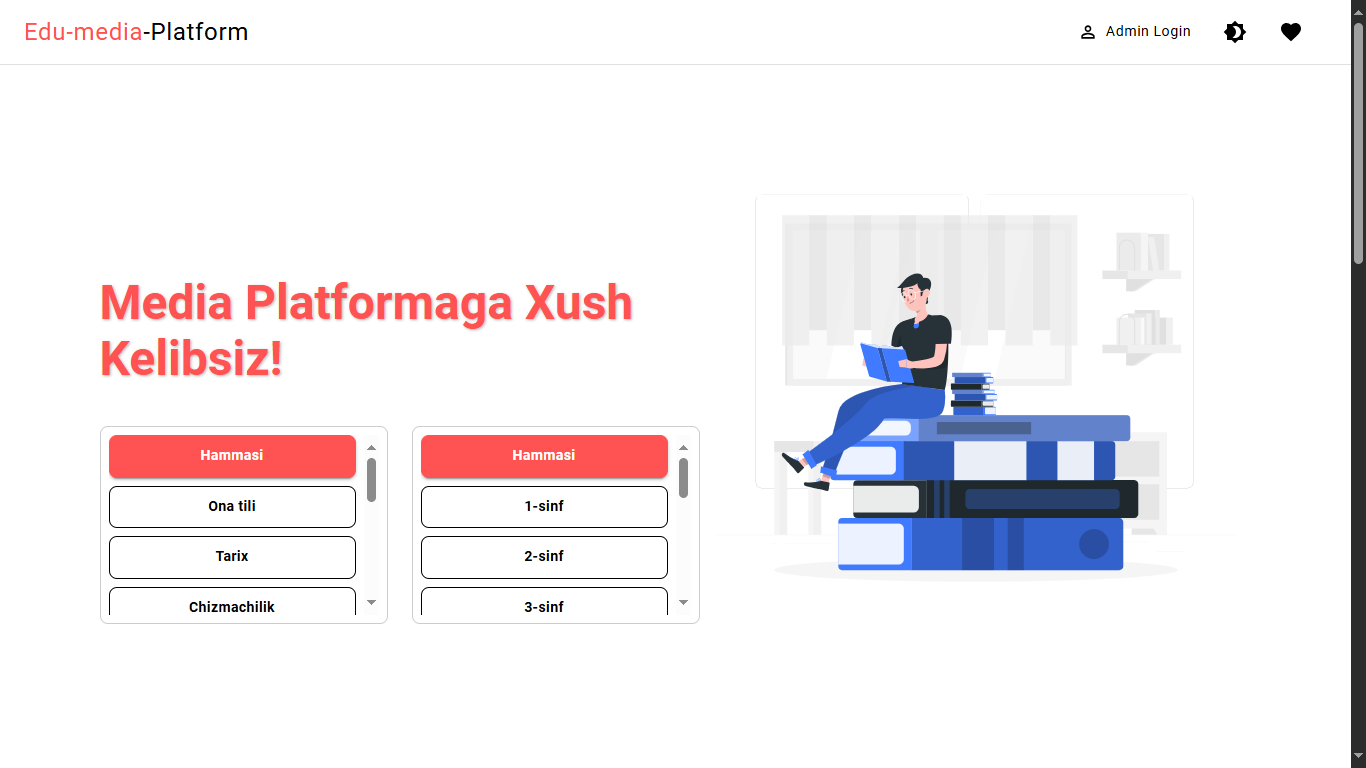 Edu-media-Platform
Admin Login
Media Platformaga Xush
Kelibsiz!
Hammasi
Ona tili
Tarix
Chizmachilik
Hammasi
1-sinf
2-sinf
3-sinf